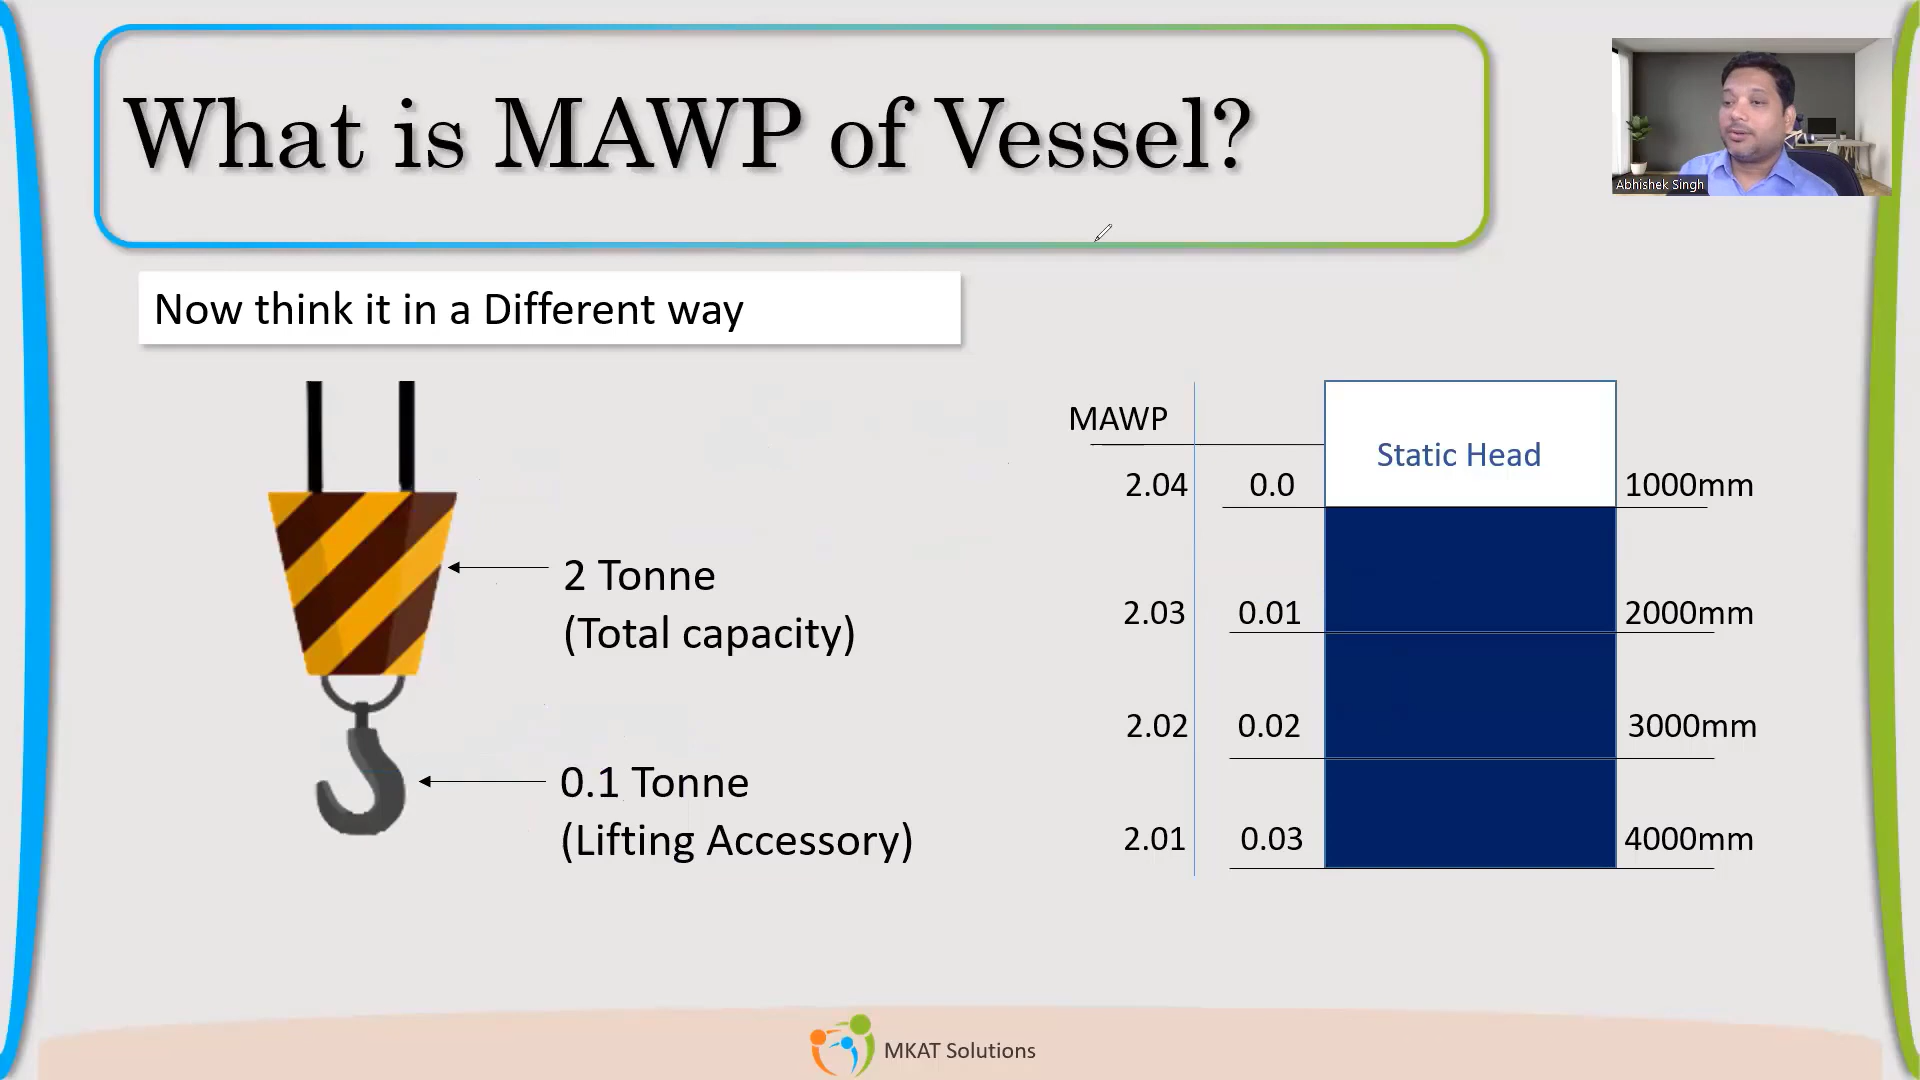 What is MAWP of Vessel?
Abhishek Singh
Now think it in a Different way
2 Tonne
(Total capacity)
0.1 Tonne
(Lifting Accessory)
MAWP
Static Head
2.04 0.0 1000mm
2.03 0.01 2000mm
2.02 0.02 3000mm
2.01 0.03 4000mm
MKAT Solutions